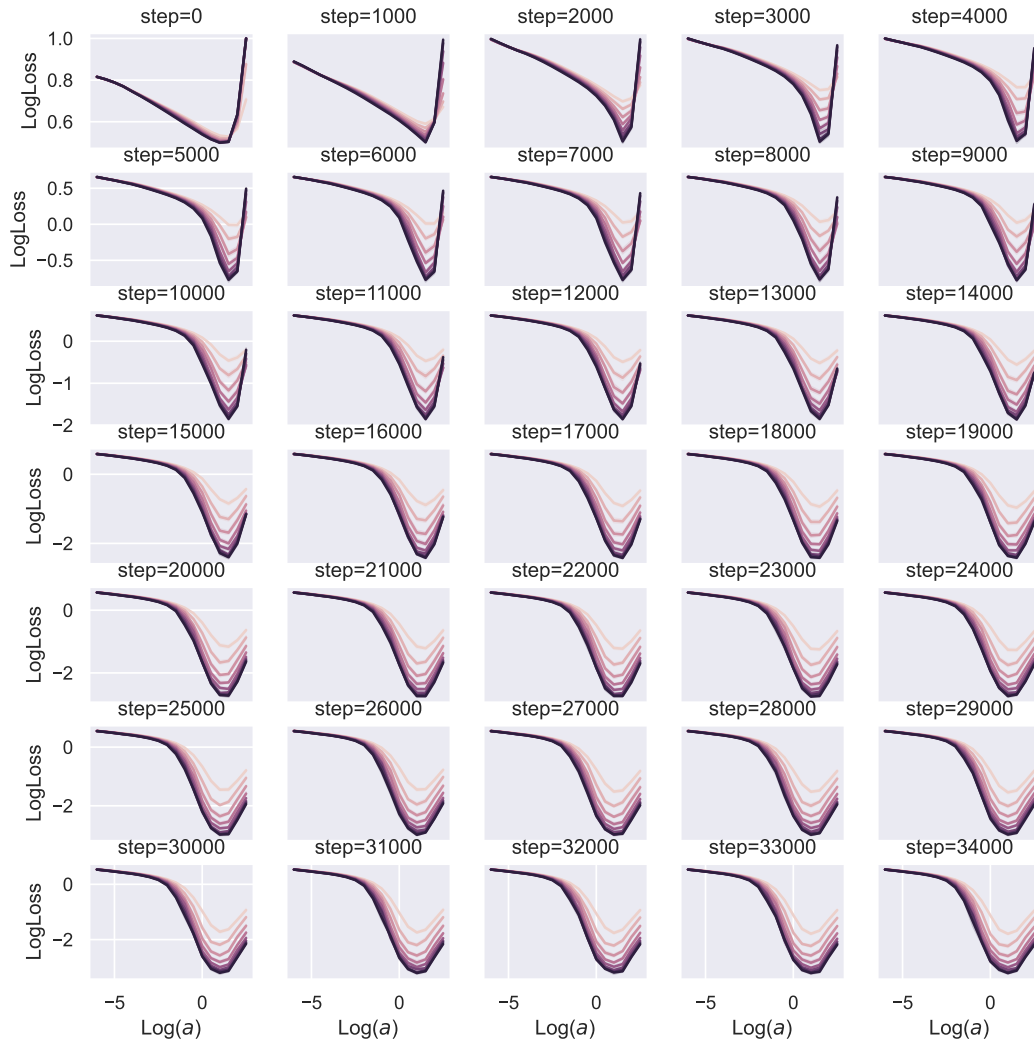 step=0 step=1000 step=2000 step=3000 step=4000
LogLoss
1.0
0.8
0.6
step=5000 step=6000 step=7000 step=8000 step=9000
LogLoss
0.5
0.0
−0.5
step=10000 step=11000 step=12000 step=13000 step=14000
LogLoss
0
−1
−2
step=15000 step=16000 step=17000 step=18000 step=19000
LogLoss
0
−2
step=20000 step=21000 step=22000 step=23000 step=24000
LogLoss
0
−2
step=25000 step=26000 step=27000 step=28000 step=29000
LogLoss
0
−2
step=30000 step=31000 step=32000 step=33000 step=34000
LogLoss
0
−2
−5 0 −5 0 −5 0 −5 0 −5 0
Log(a) Log(a) Log(a) Log(a) Log(a)